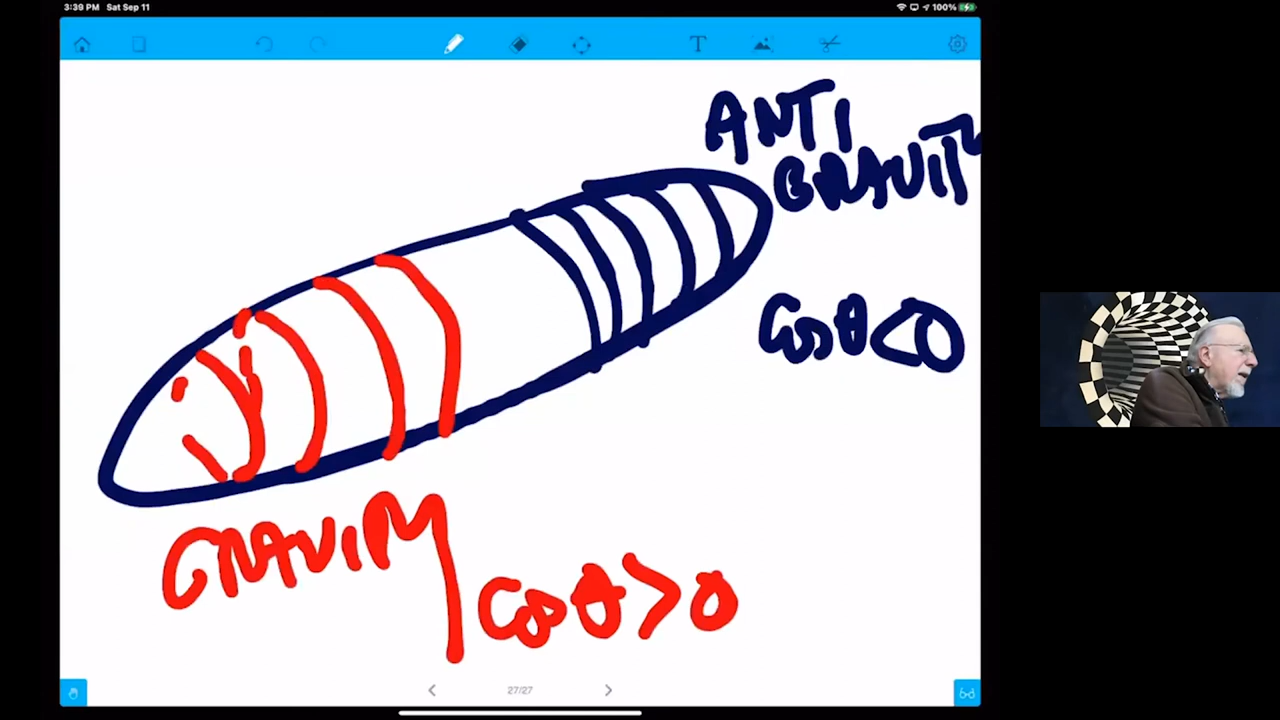 3:39 PM Sat Sep 11
100%
T
ANTI
GRAVITY
cosθ<0
GRAVITY
cosθ>0
27/27